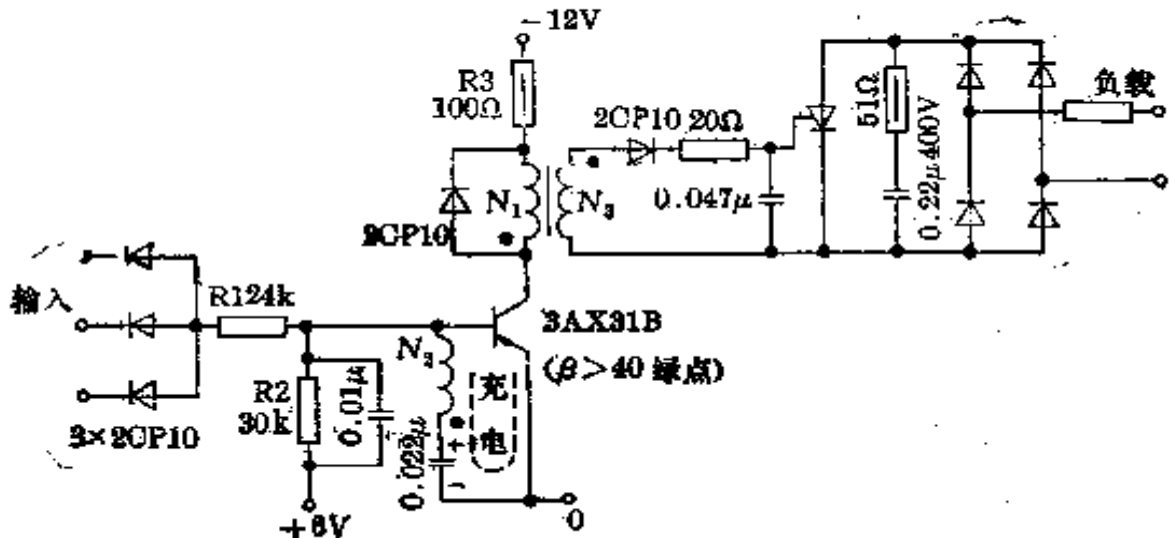 -12V
R3
100Ω
2CP10 20Ω
51Ω
0.22μ400V
负载
N₁
N₃
0.047μ
2CP10
输入
R124k
3AX31B
(β>40 绿点)
N₂
充
电
R2
30k
0.01μ
0.022μ
+
-
3×2CP10
+6V
0